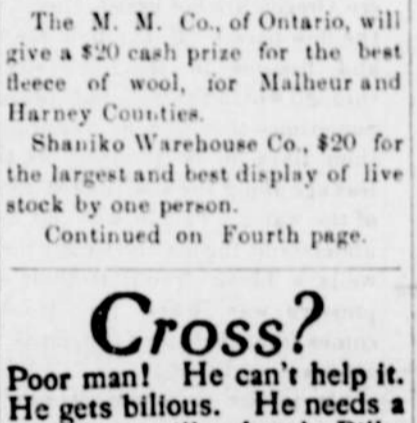 The M. M. Co., of Ontario, will
give a $20 cash prize for the best
fleece of wool, for Malheur and
Harney Counties.
Shaniko Warehouse Co., $20 for
the largest and best display of live
stock by one person.
Continued on Fourth page.
Cross?
Poor man! He can't help it.
He gets bilious. He needs a